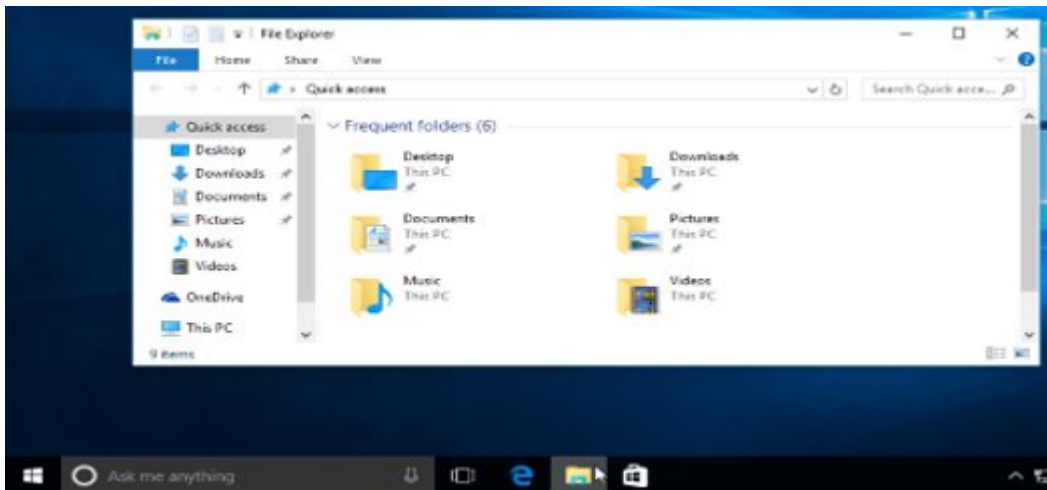 File Explorer
File Home Share View
Quick access
Search Quick acce...
Quick access
Desktop
Downloads
Documents
Pictures
Music
Videos
OneDrive
This PC
Frequent folders (6)
Desktop
This PC
Downloads
This PC
Documents
This PC
Pictures
This PC
Music
This PC
Videos
This PC
9 items
Ask me anything